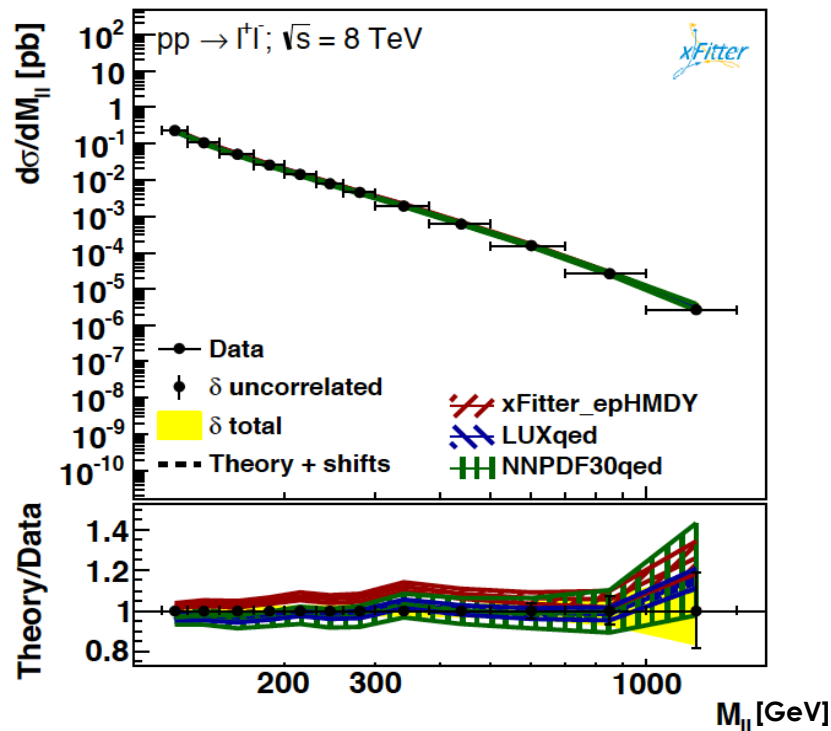 pp → l⁺l⁻; √s = 8 TeV
xFitter
dσ/dM_ll [pb]
10²
10
1
10⁻¹
10⁻²
10⁻³
10⁻⁴
10⁻⁵
10⁻⁶
10⁻⁷
10⁻⁸
10⁻⁹
10⁻¹⁰
Data
δ uncorrelated
δ total
Theory + shifts
xFitter_epHMDY
LUXqed
NNPDF30qed
Theory/Data
1.4
1.2
1
0.8
200 300 1000
M_ll [GeV]